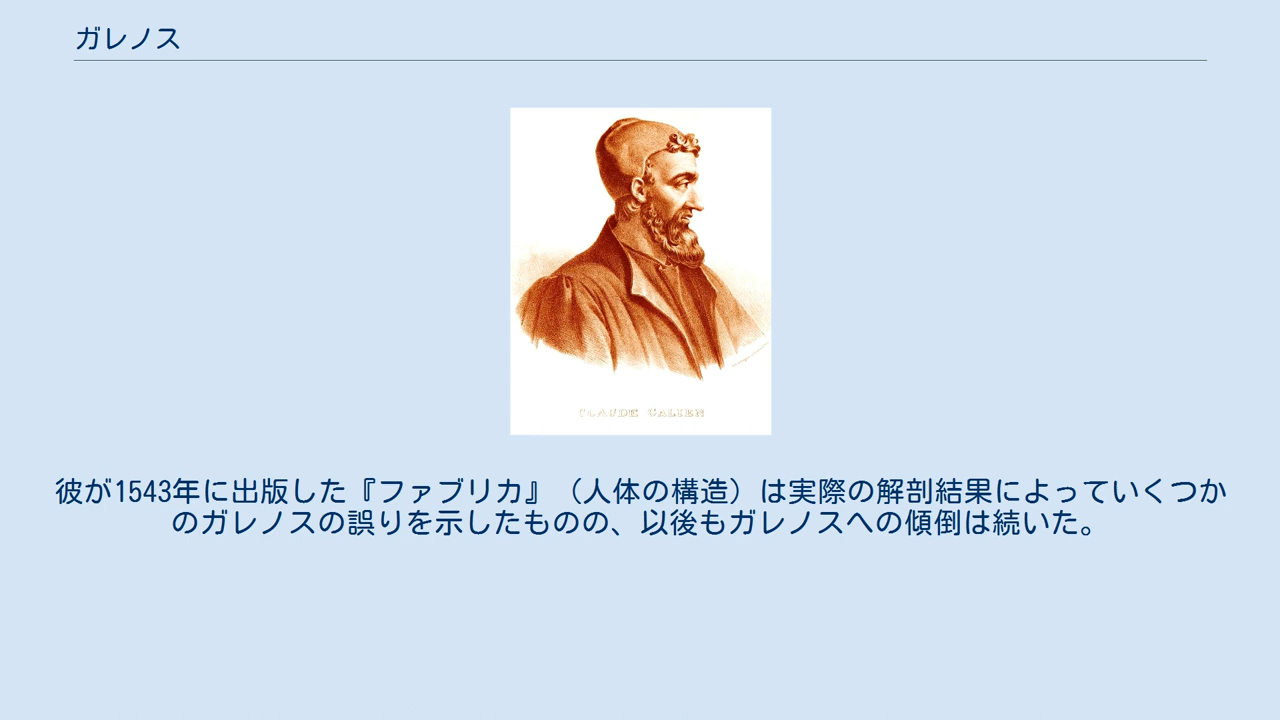 ガレノス
CLAUDE GALIEN
彼が1543年に出版した『ファブリカ』（人体の構造）は実際の解剖結果によっていくつか
のガレノスの誤りを示したものの、以後もガレノスへの傾倒は続いた。